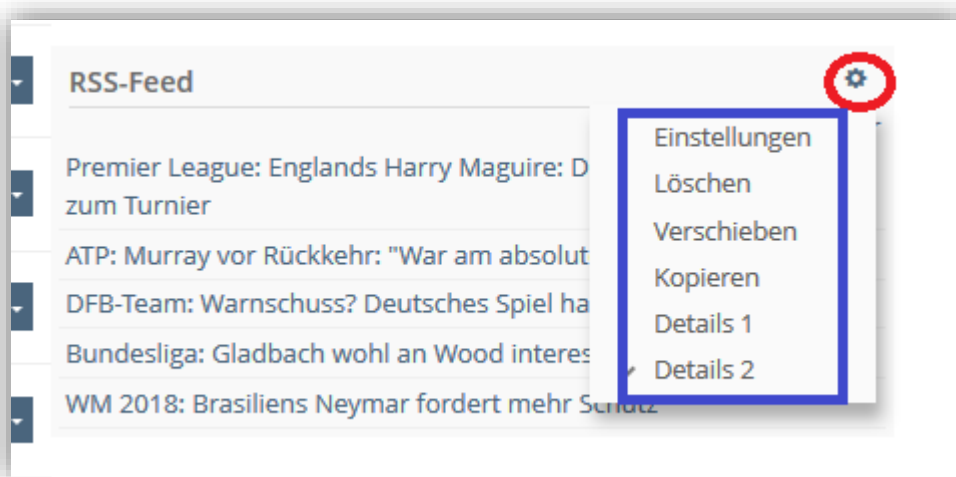 RSS-Feed
Einstellungen
Premier League: Englands Harry Maguire: D
Löschen
zum Turnier
Verschieben
ATP: Murray vor Rückkehr: "War am absolut
Kopieren
DFB-Team: Warnschuss? Deutsches Spiel ha
Details 1
Bundesliga: Gladbach wohl an Wood interes
Details 2
WM 2018: Brasiliens Neymar fordert mehr Schutz